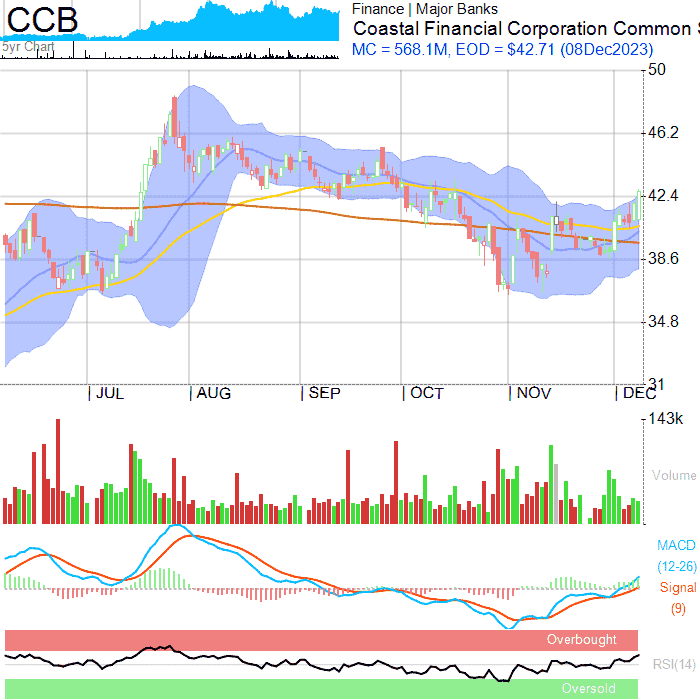 CCB
5yr Chart
Finance | Major Banks
Coastal Financial Corporation Common
MC = 568.1M, EOD = $42.71 (08Dec2023)
50
46.2
42.4
38.6
34.8
31
JUL AUG SEP OCT NOV DEC
143k
Volume
MACD
(12-26)
Signal
(9)
Overbought
RSI(14)
Oversold